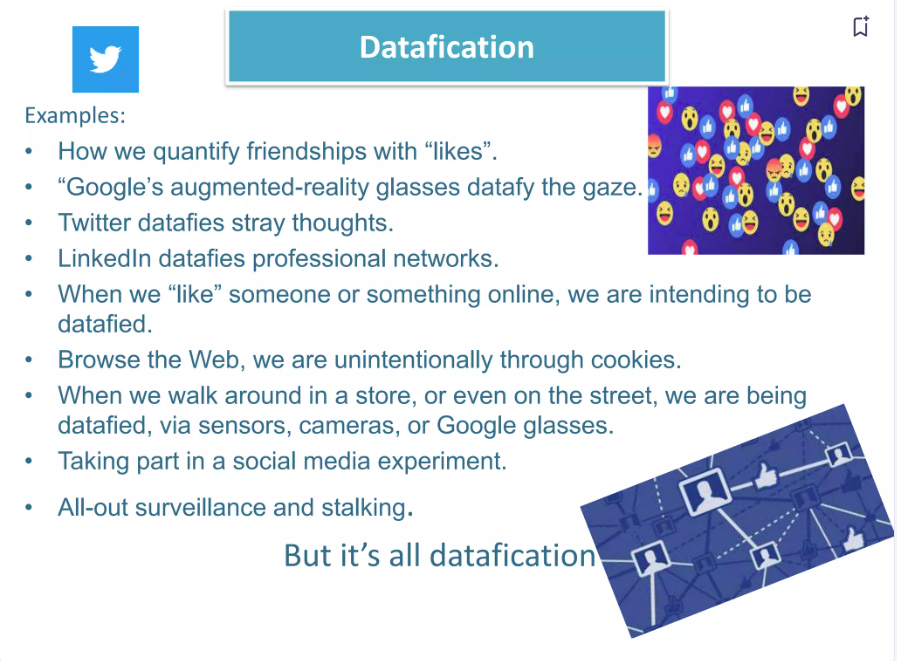 Datafication
Examples:
• How we quantify friendships with “likes”.
• “Google’s augmented-reality glasses datafy the gaze.
• Twitter datafies stray thoughts.
• LinkedIn datafies professional networks.
• When we “like” someone or something online, we are intending to be
datafied.
• Browse the Web, we are unintentionally through cookies.
• When we walk around in a store, or even on the street, we are being
datafied, via sensors, cameras, or Google glasses.
• Taking part in a social media experiment.
• All-out surveillance and stalking.
But it’s all datafication